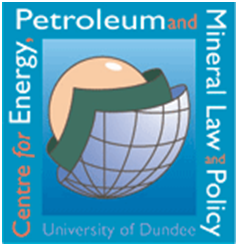 Centre for Energy,
Petroleum and
Mineral Law and Policy
University of Dundee